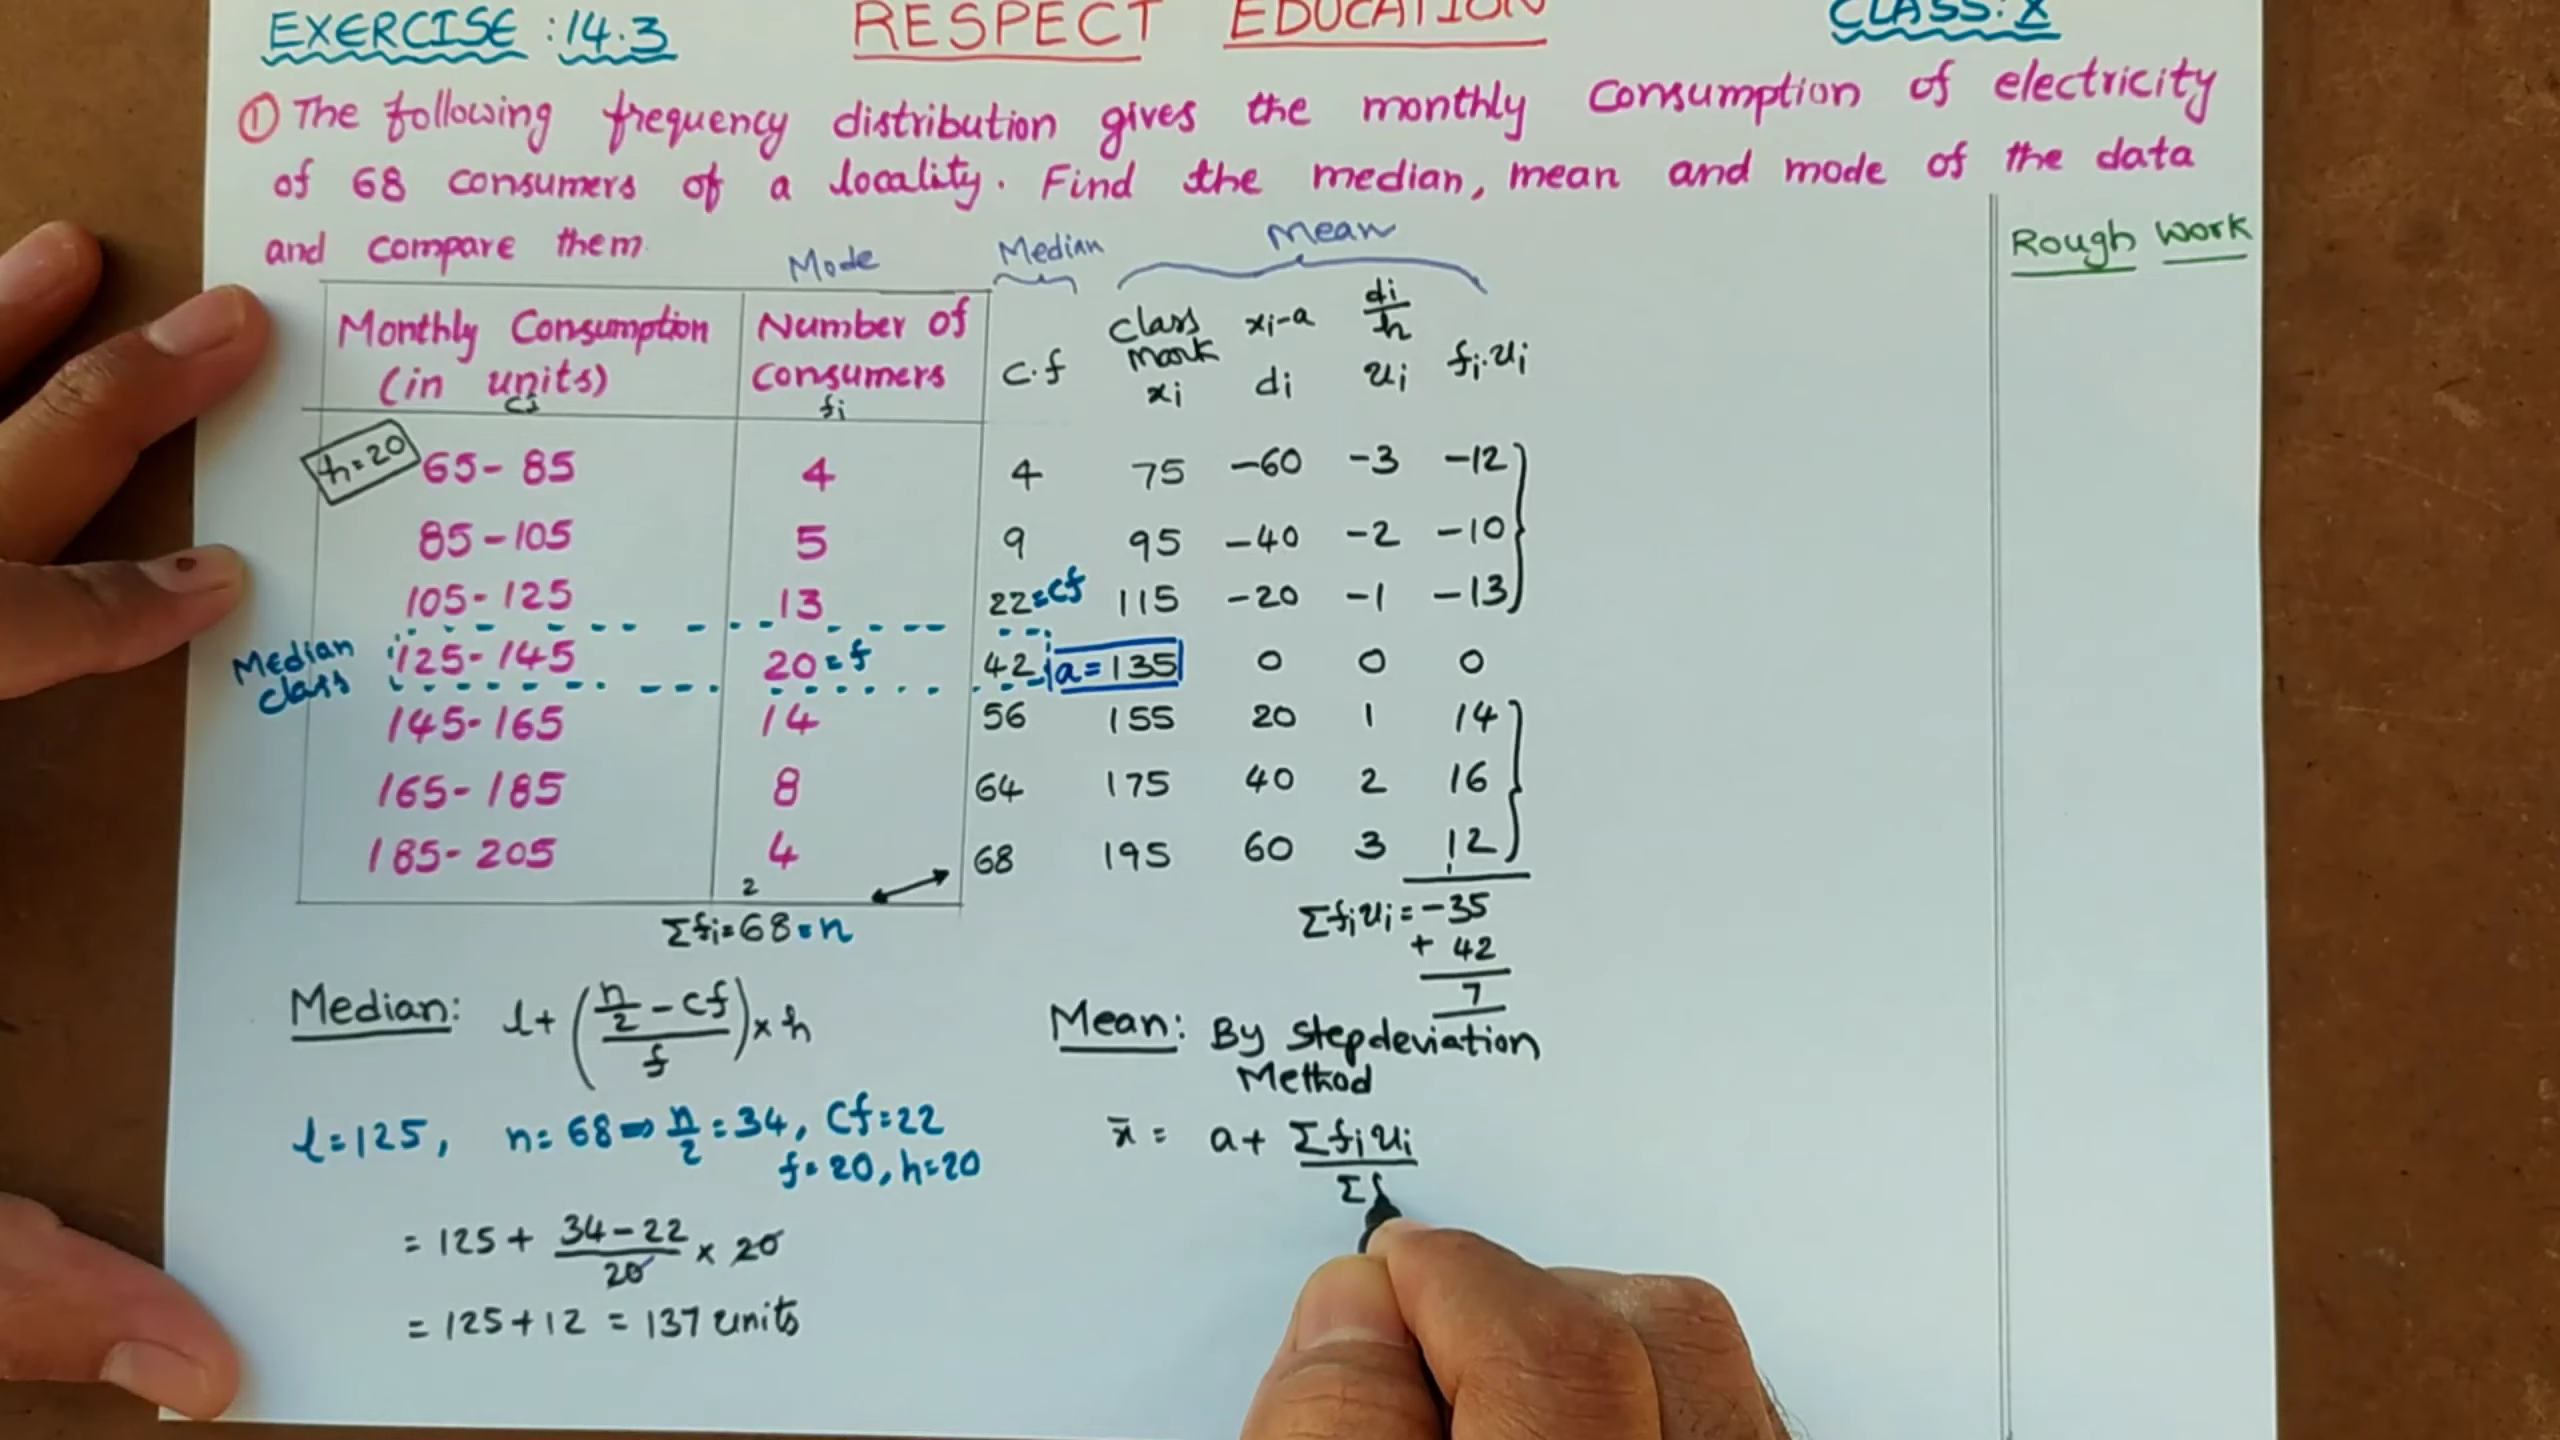 EXERCISE : 14.3 RESPECT EDUCATION CLASS: X
① The following frequency distribution gives the monthly consumption of electricity
of 68 consumers of a locality. Find the median, mean and mode of the data
and compare them.
Rough Work
Mode Median Mean
Monthly Consumption (in units) ci
Number of consumers fi
c.f
class mark xi
xi-a di
di/h ui
fi.ui
h=20
65-85 4 4 75 -60 -3 -12
85-105 5 9 95 -40 -2 -10
105-125 13 22=cf 115 -20 -1 -13
Median class 125-145 20=f 42 a=135 0 0 0
145-165 14 56 155 20 1 14
165-185 8 64 175 40 2 16
185-205 4 68 195 60 3 12
2
Σfi=68=n
Σfiui=-35
+ 42
7
Median: l+(n/2 - cf/f)×h
l=125, n=68⇒n/2=34, Cf=22
f=20, h=20
= 125+ 34-22/20 × 20
= 125+12 = 137 units
Mean: By Stepdeviation
Method
x̄ = a+ Σfiui/Σf